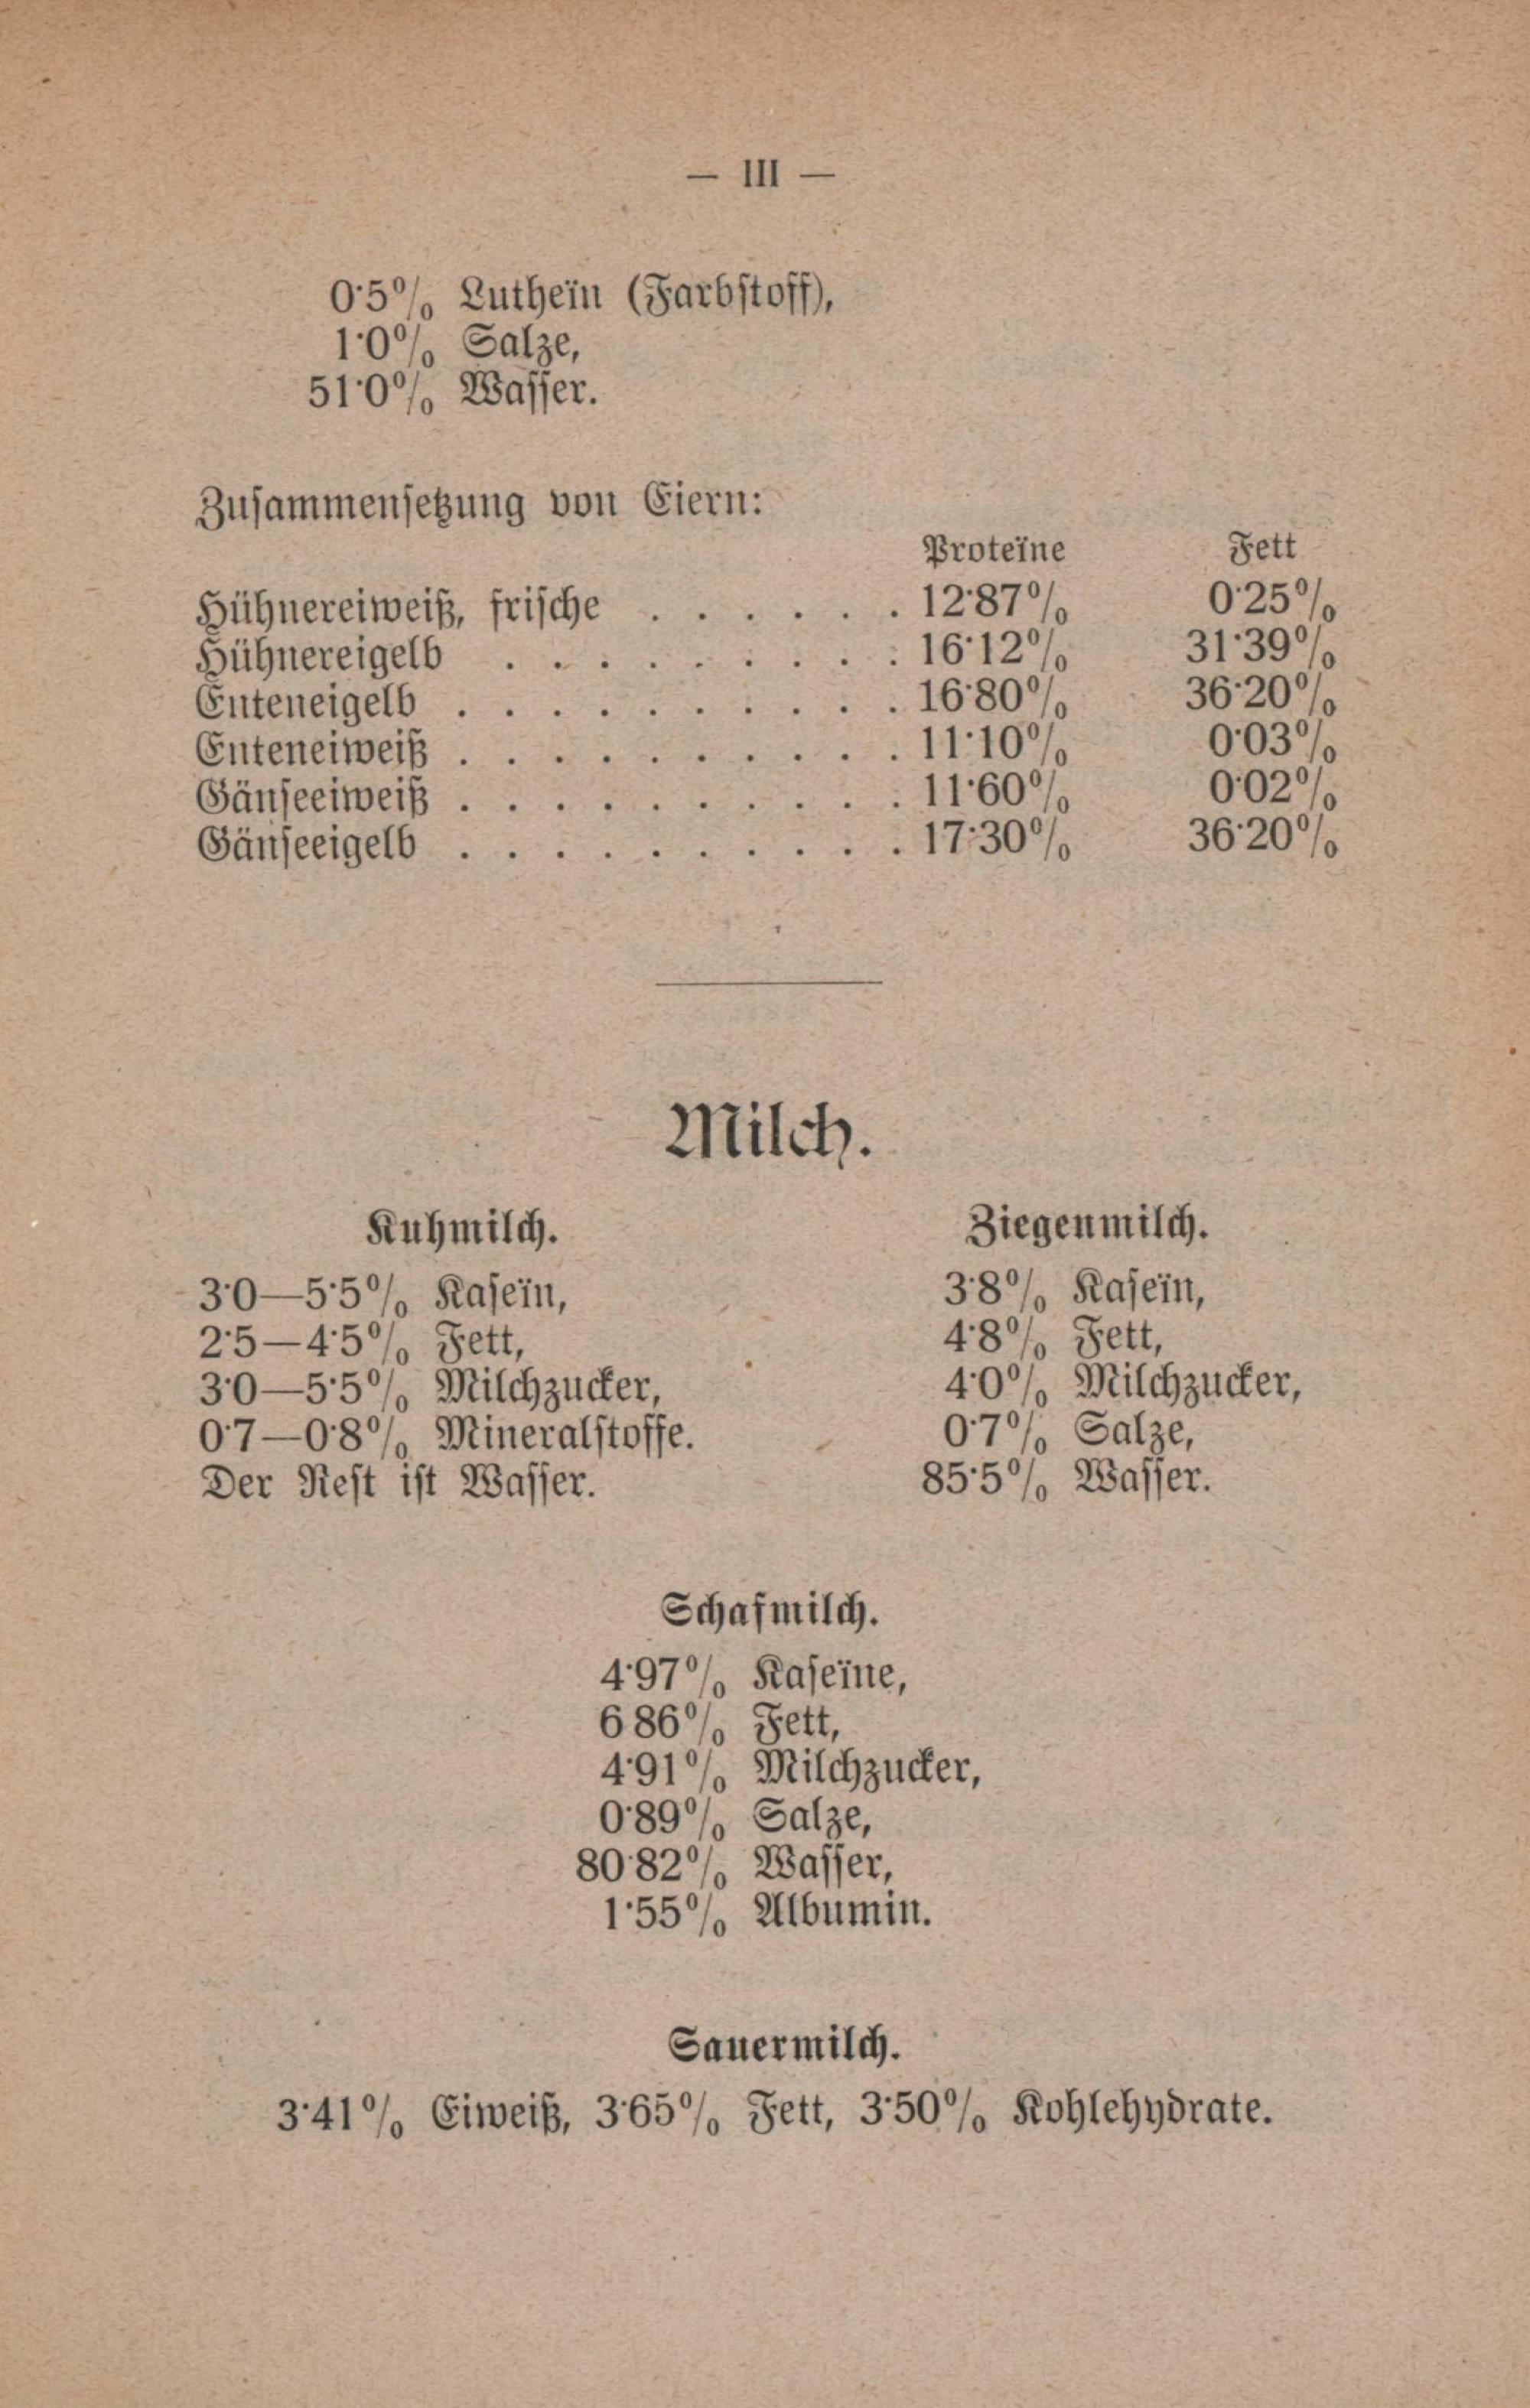 — III —
0·5% Lutheïn (Farbstoff),
1·0% Salze,
51·0% Wasser.
Zusammensetzung von Eiern:
Proteïne Fett
Hühnereiweiß, frische . . . . . . 12·87% 0·25%
Hühnereigelb . . . . . . . . . 16·12% 31·39%
Enteneigelb . . . . . . . . . . 16·80% 36·20%
Enteneiweiß . . . . . . . . . . 11·10% 0·03%
Gänseeiweiß . . . . . . . . . . 11·60% 0·02%
Gänseeigelb . . . . . . . . . . 17·30% 36·20%
Milch.
Kuhmilch.
3·0—5·5% Kaseïn,
2·5—4·5% Fett,
3·0—5·5% Milchzucker,
0·7—0·8% Mineralstoffe.
Der Rest ist Wasser.
Ziegenmilch.
3·8% Kaseïn,
4·8% Fett,
4·0% Milchzucker,
0·7% Salze,
85·5% Wasser.
Schafmilch.
4·97% Kaseïne,
6 86% Fett,
4·91% Milchzucker,
0·89% Salze,
80·82% Wasser,
1·55% Albumin.
Sauermilch.
3·41% Eiweiß, 3·65% Fett, 3·50% Kohlehydrate.